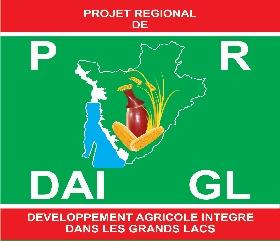 PROJET REGIONAL
DE
P R
DAI GL
DEVELOPPEMENT AGRICOLE INTEGRE
DANS LES GRANDS LACS